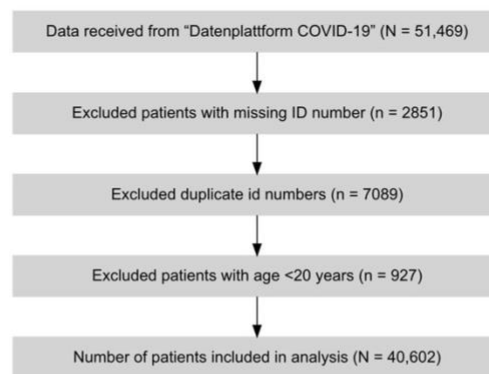 Data received from “Datenplattform COVID-19” (N = 51,469)
Excluded patients with missing ID number (n = 2851)
Excluded duplicate id numbers (n = 7089)
Excluded patients with age <20 years (n = 927)
Number of patients included in analysis (N = 40,602)